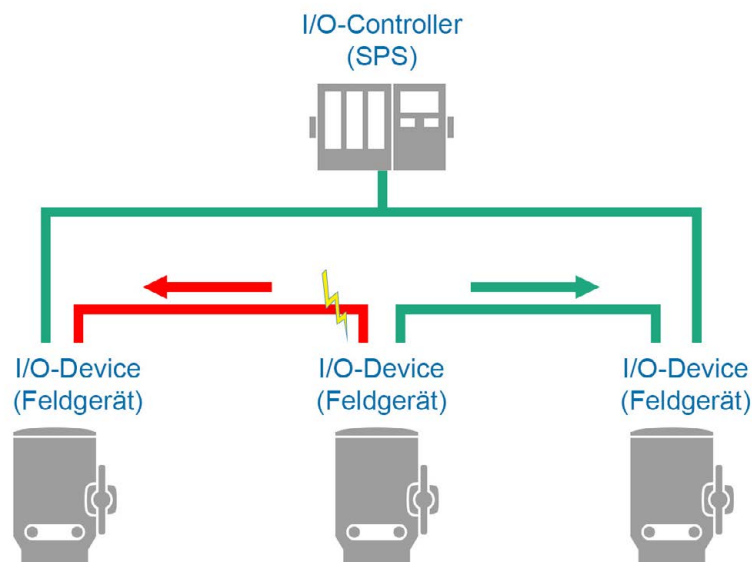 I/O-Controller
(SPS)
I/O-Device
(Feldgerät)
I/O-Device
(Feldgerät)
I/O-Device
(Feldgerät)